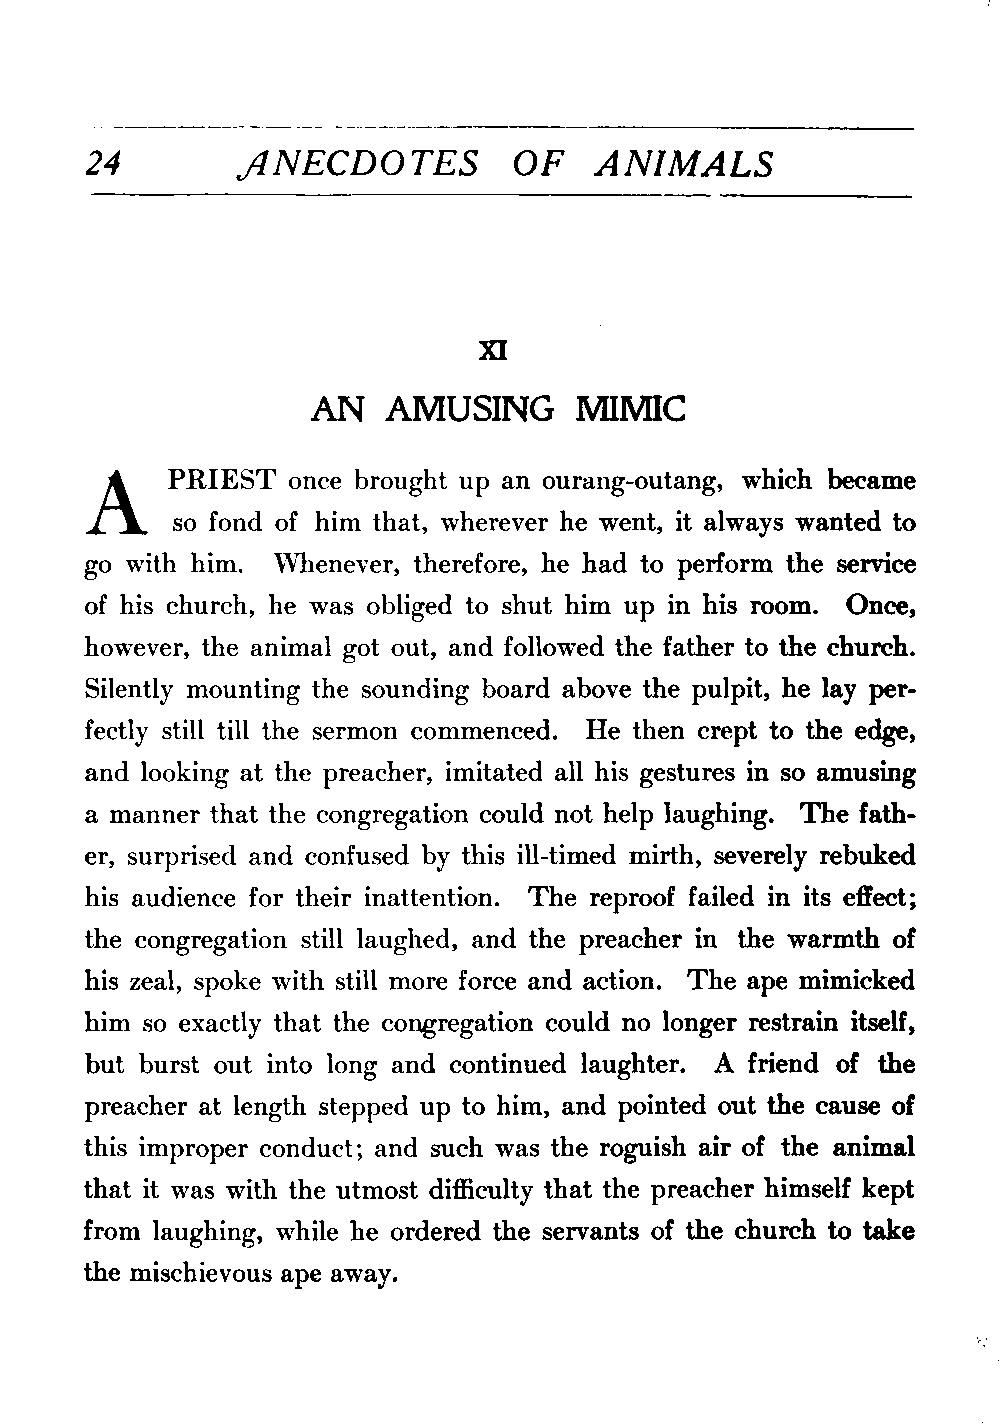 24 ANECDOTES OF ANIMALS
XI
AN AMUSING MIMIC
A PRIEST once brought up an ourang-outang, which became
so fond of him that, wherever he went, it always wanted to
go with him. Whenever, therefore, he had to perform the service
of his church, he was obliged to shut him up in his room. Once,
however, the animal got out, and followed the father to the church.
Silently mounting the sounding board above the pulpit, he lay per-
fectly still till the sermon commenced. He then crept to the edge,
and looking at the preacher, imitated all his gestures in so amusing
a manner that the congregation could not help laughing. The fath-
er, surprised and confused by this ill-timed mirth, severely rebuked
his audience for their inattention. The reproof failed in its effect;
the congregation still laughed, and the preacher in the warmth of
his zeal, spoke with still more force and action. The ape mimicked
him so exactly that the congregation could no longer restrain itself,
but burst out into long and continued laughter. A friend of the
preacher at length stepped up to him, and pointed out the cause of
this improper conduct; and such was the roguish air of the animal
that it was with the utmost difficulty that the preacher himself kept
from laughing, while he ordered the servants of the church to take
the mischievous ape away.